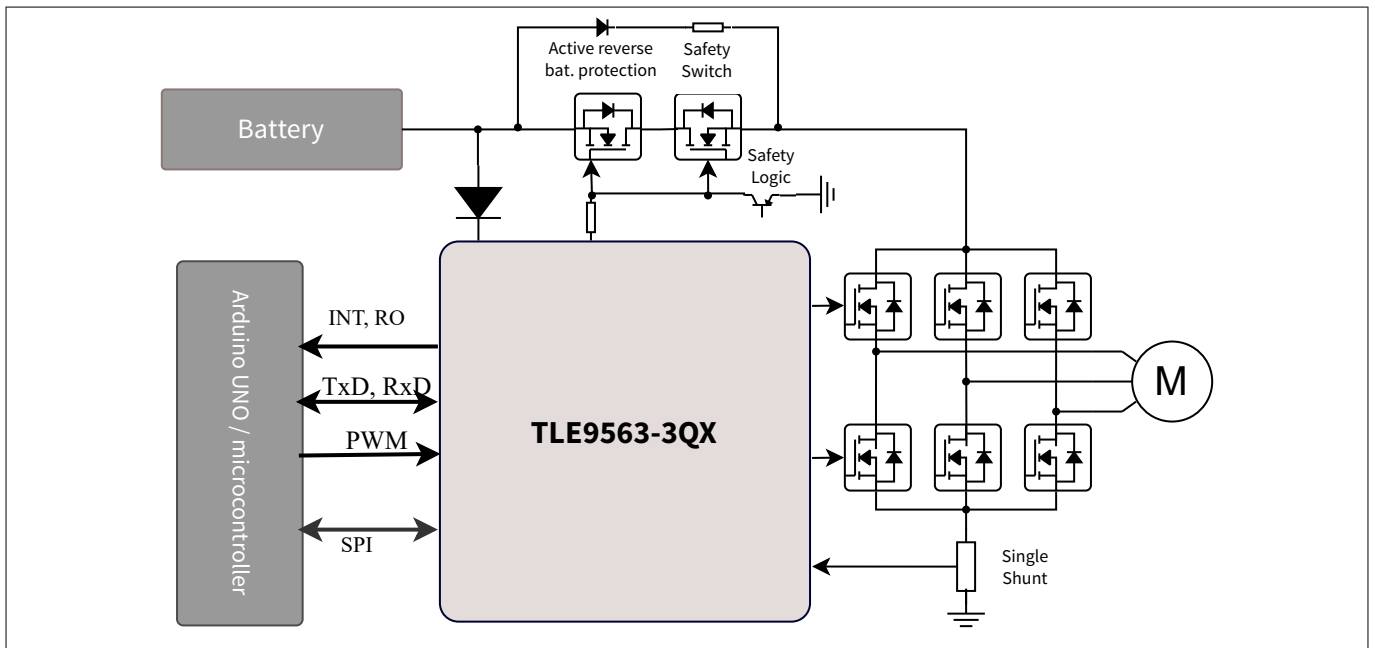 Active reverse
bat. protection
Safety
Switch
Battery
Safety
Logic
Arduino UNO / microcontroller
INT, RO
TxD, RxD
PWM
SPI
TLE9563-3QX
M
Single
Shunt